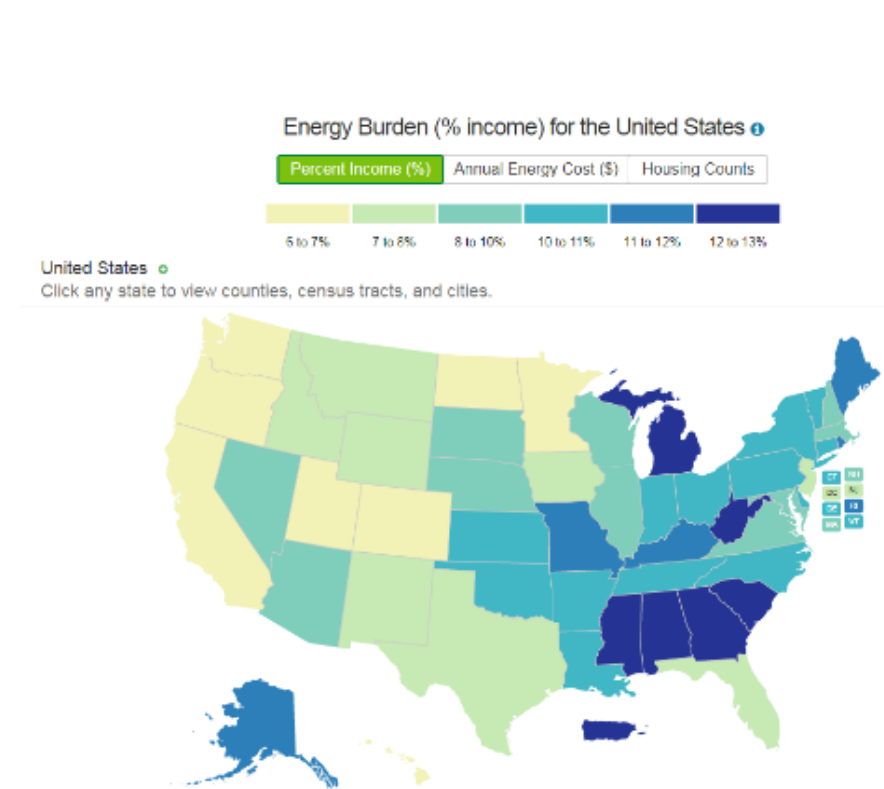 Energy Burden (% income) for the United States
Percent Income (%) Annual Energy Cost ($) Housing Counts
6 to 7% 7 to 8% 8 to 10% 10 to 11% 11 to 12% 12 to 13%
United States
Click any state to view counties, census tracts, and cities.
CT NH
DC NJ
DE RI
MA VT